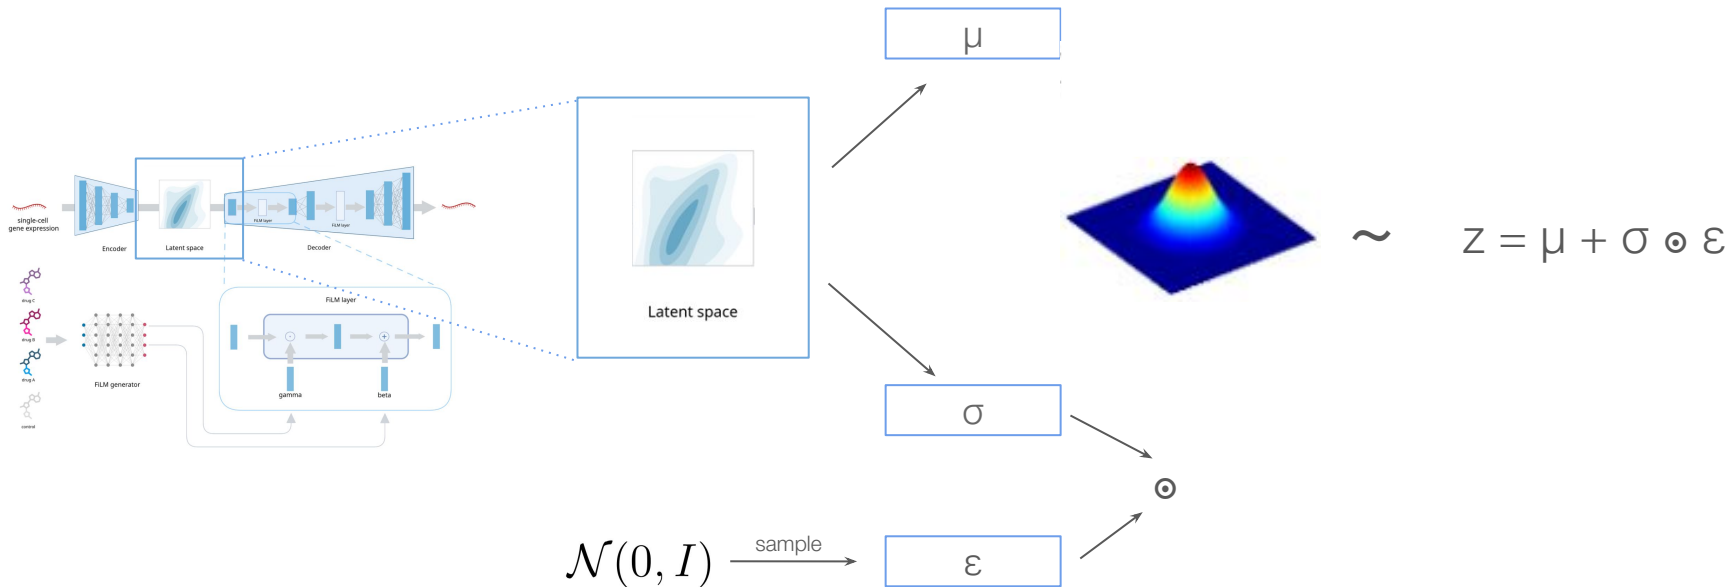 μ
single-cell
gene expression
Encoder
Latent space
FiLM layer
FiLM layer
Decoder
drug C
drug B
drug A
control
FiLM generator
FiLM layer
gamma
beta
Latent space
~
z = μ + σ ⊙ ε
σ
⊙
N(0, I)
sample
ε